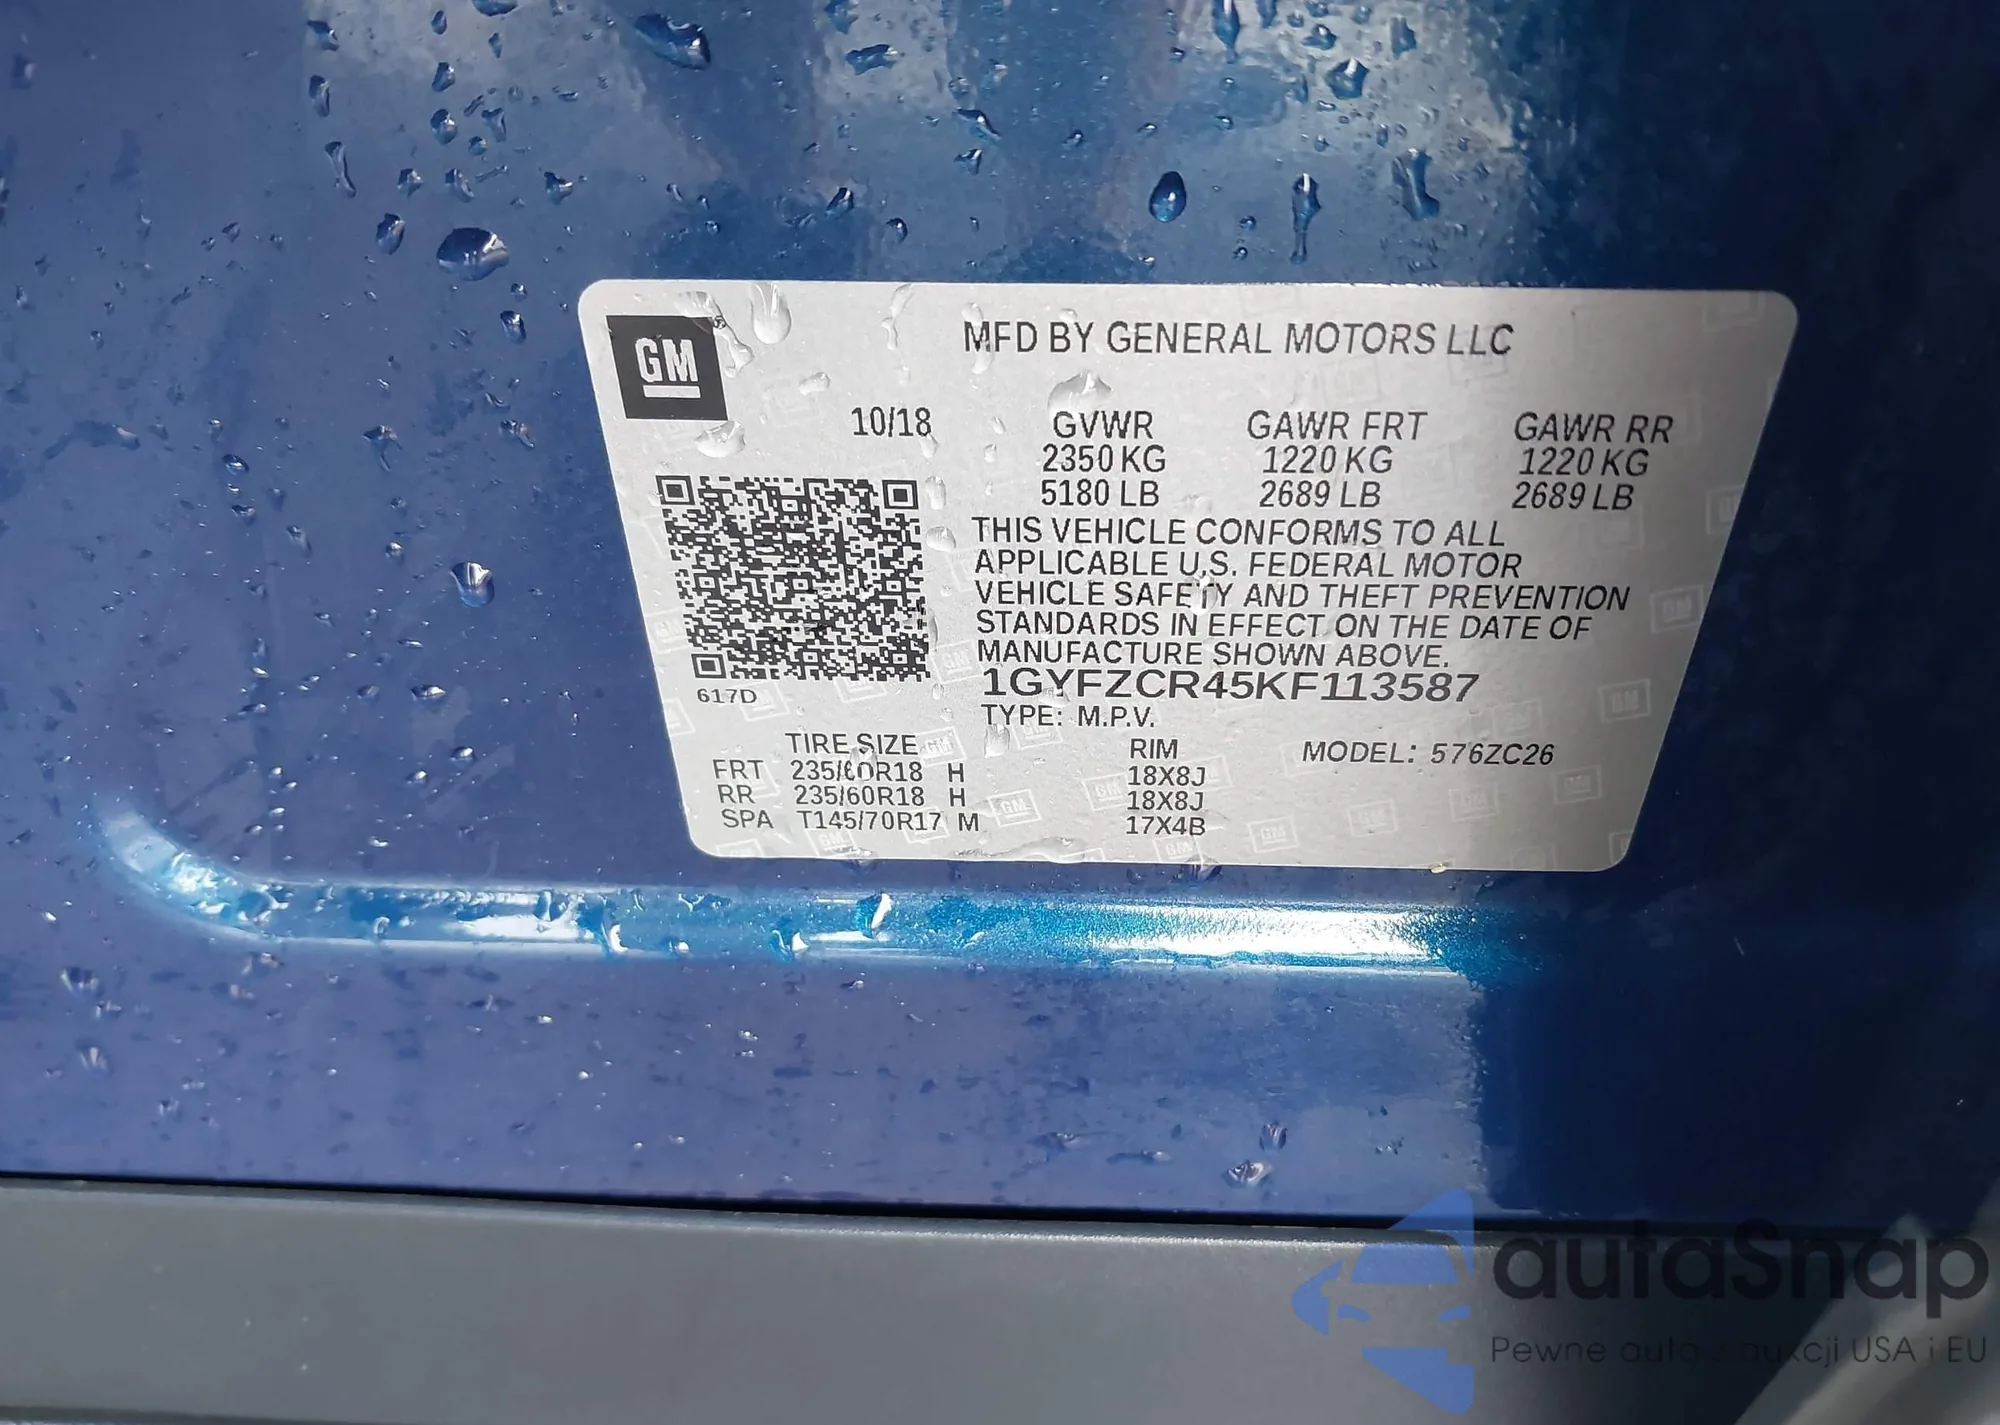 GM
MFD BY GENERAL MOTORS LLC
10/18 GVWR GAWR FRT GAWR RR
2350 KG 1220 KG 1220 KG
5180 LB 2689 LB 2689 LB
THIS VEHICLE CONFORMS TO ALL
APPLICABLE U.S. FEDERAL MOTOR
VEHICLE SAFETY AND THEFT PREVENTION
STANDARDS IN EFFECT ON THE DATE OF
MANUFACTURE SHOWN ABOVE.
617D 1GYFZCR45KF113587
TYPE: M.P.V.
TIRE SIZE RIM MODEL: 576ZC26
FRT 235/60R18 H 18X8J
RR 235/60R18 H 18X8J
SPA T145/70R17 M 17X4B
autaSnap
Pewne auta z aukcji USA i EU